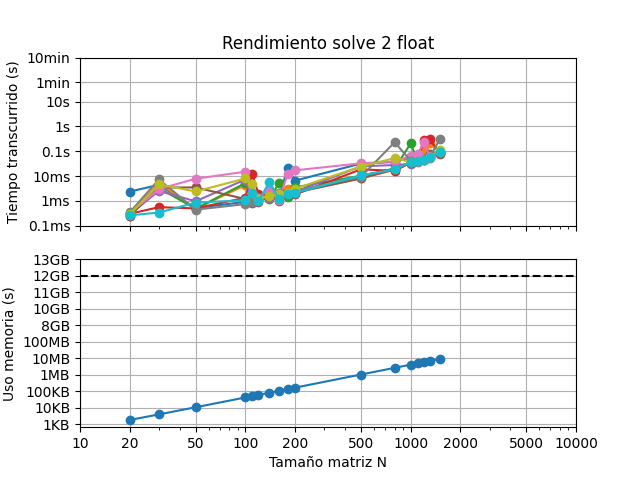 Rendimiento solve 2 float
Tiempo transcurrido (s)
10min
1min
10s
1s
0.1s
10ms
1ms
0.1ms
Uso memoria (s)
13GB
12GB
11GB
10GB
8GB
100MB
10MB
1MB
100KB
10KB
1KB
10 20 50 100 200 500 1000 2000 5000 10000
Tamaño matriz N